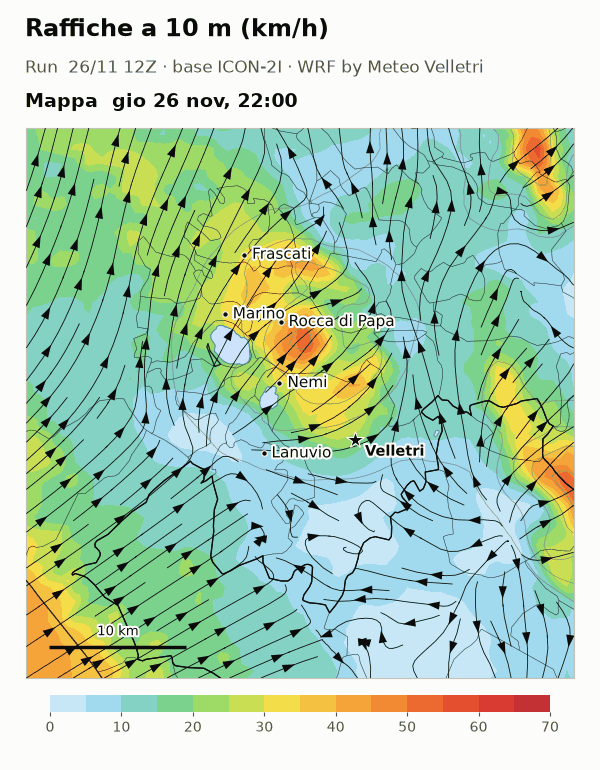 Raffiche a 10 m (km/h)
Run 26/11 12Z · base ICON-2I · WRF by Meteo Velletri
Mappa gio 26 nov, 22:00
Frascati
Marino
Rocca di Papa
Nemi
Velletri
Lanuvio
10 km
0 10 20 30 40 50 60 70